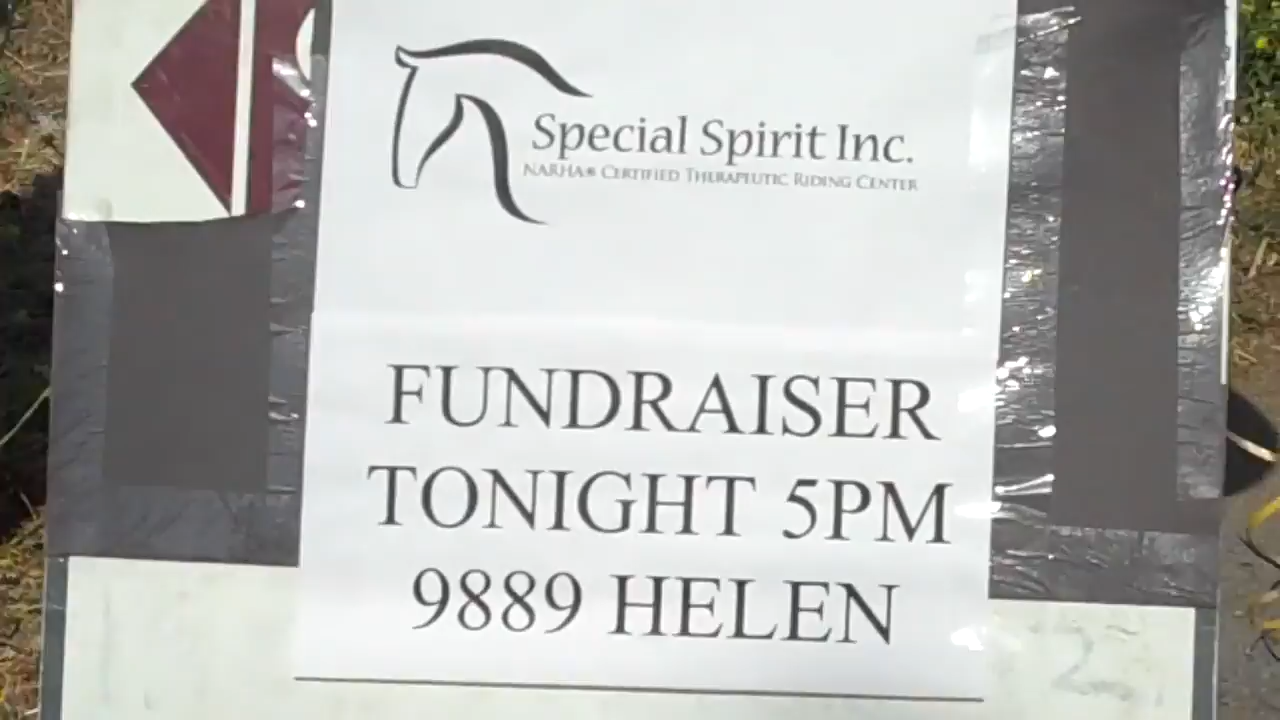 Special Spirit Inc.
NARHA® CERTIFIED THERAPEUTIC RIDING CENTER
FUNDRAISER
TONIGHT 5PM
9889 HELEN